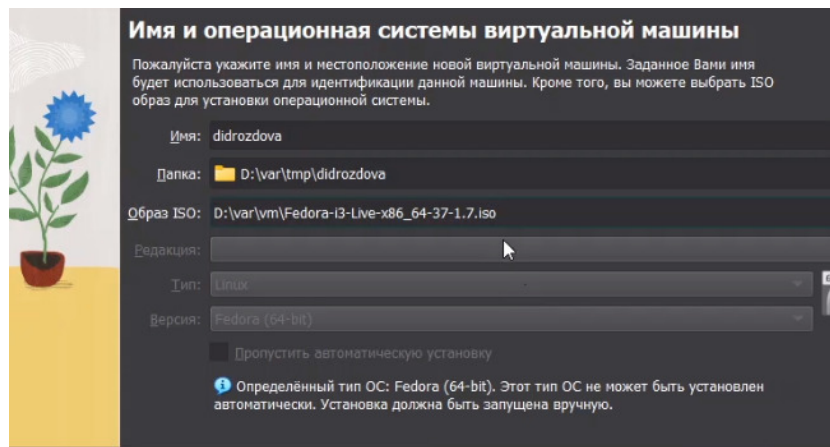 Имя и операционная системы виртуальной машины
Пожалуйста укажите имя и местоположение новой виртуальной машины. Заданное Вами имя
будет использоваться для идентификации данной машины. Кроме того, вы можете выбрать ISO
образ для установки операционной системы.
Имя: didrozdova
Папка: D:\var\tmp\didrozdova
Образ ISO: D:\var\vm\Fedora-i3-Live-x86_64-37-1.7.iso
Редакция:
Тип: Linux
Версия: Fedora (64-bit)
Пропустить автоматическую установку
Определённый тип ОС: Fedora (64-bit). Этот тип ОС не может быть установлен
автоматически. Установка должна быть запущена вручную.